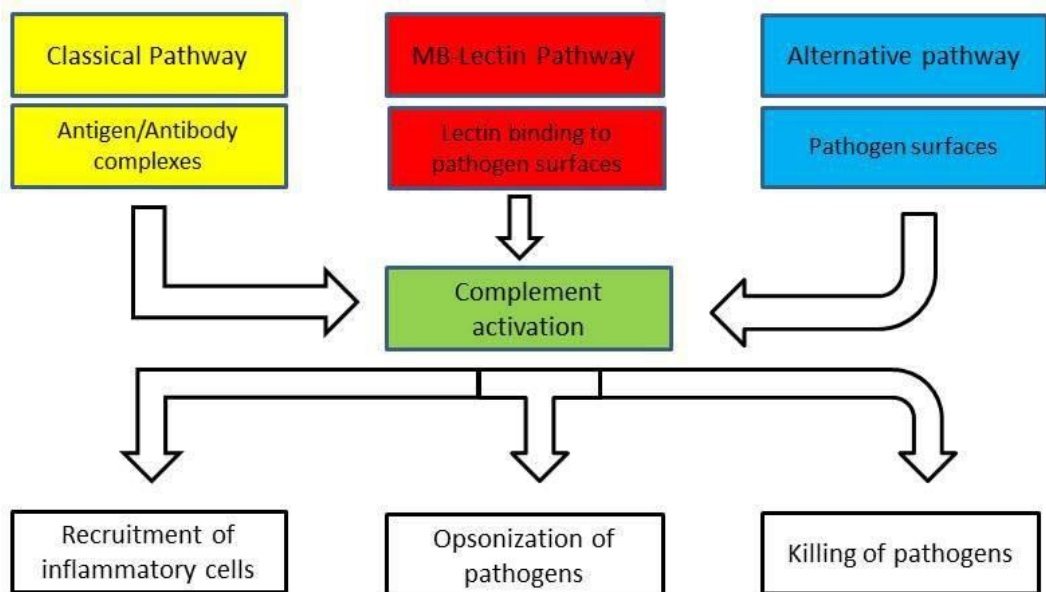 Classical Pathway
MB-Lectin Pathway
Alternative pathway
Antigen/Antibody
complexes
Lectin binding to
pathogen surfaces
Pathogen surfaces
Complement
activation
Recruitment of
inflammatory cells
Opsonization of
pathogens
Killing of pathogens